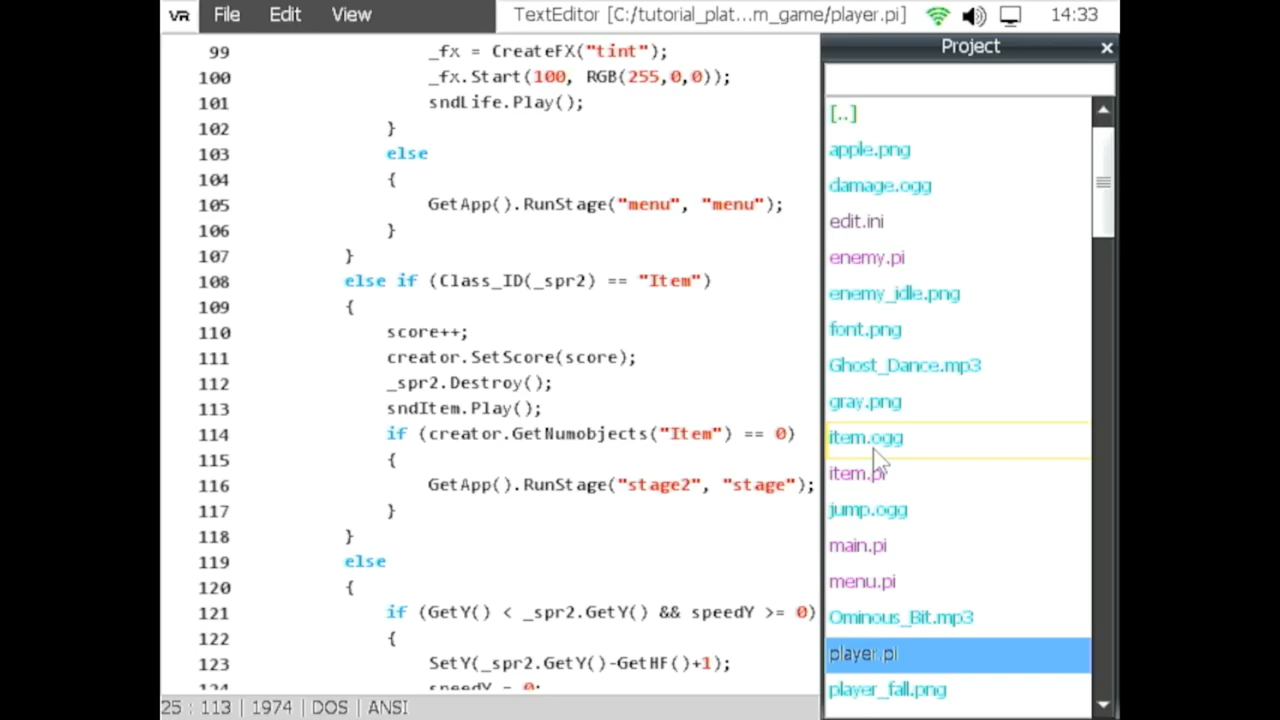 VR File Edit View TextEditor [C:/tutorial_plat...m_game/player.pi] 14:33
99 _fx = CreateFX("tint");
100 _fx.Start(100, RGB(255,0,0));
101 sndLife.Play();
102 }
103 else
104 {
105 GetApp().RunStage("menu", "menu");
106 }
107 }
108 else if (Class_ID(_spr2) == "Item")
109 {
110 score++;
111 creator.SetScore(score);
112 _spr2.Destroy();
113 sndItem.Play();
114 if (creator.GetNumobjects("Item") == 0)
115 {
116 GetApp().RunStage("stage2", "stage");
117 }
118 }
119 else
120 {
121 if (GetY() < _spr2.GetY() && speedY >= 0)
122 {
123 SetY(_spr2.GetY()-GetHF()+1);
124 speedY = 0;
25 : 113 | 1974 | DOS | ANSI
Project
[..]
apple.png
damage.ogg
edit.ini
enemy.pi
enemy_idle.png
font.png
Ghost_Dance.mp3
gray.png
item.ogg
item.pi
jump.ogg
main.pi
menu.pi
Ominous_Bit.mp3
player.pi
player_fall.png